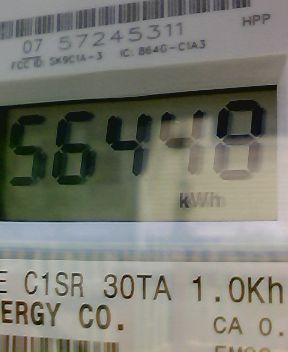 HPP
07 57245311
FCC ID: SK9C1A-3 IC: 864G-C1A3
56448
kWh
E C1SR 30TA 1.0Kh
ERGY CO.
CA 0.